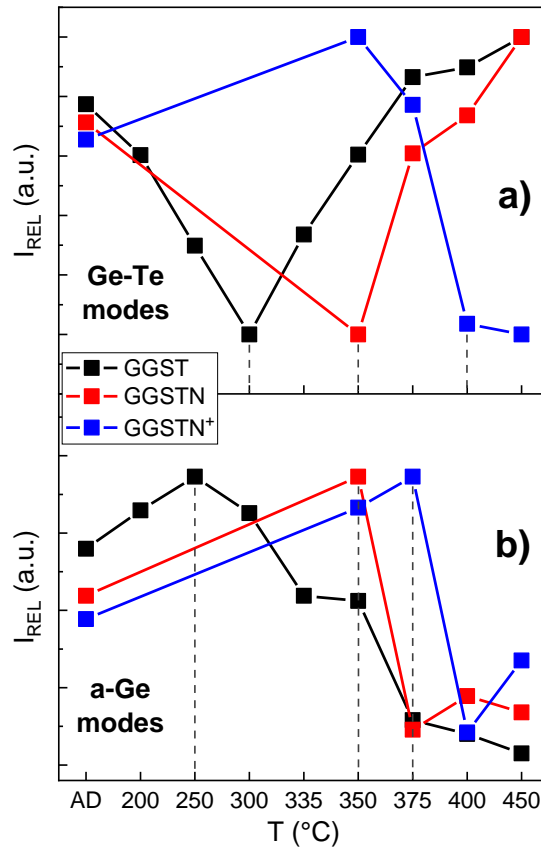 I_REL (a.u.)
a)
Ge-Te
modes
GGST
GGSTN
GGSTN⁺
I_REL (a.u.)
b)
a-Ge
modes
AD 200 250 300 335 350 375 400 450
T (°C)